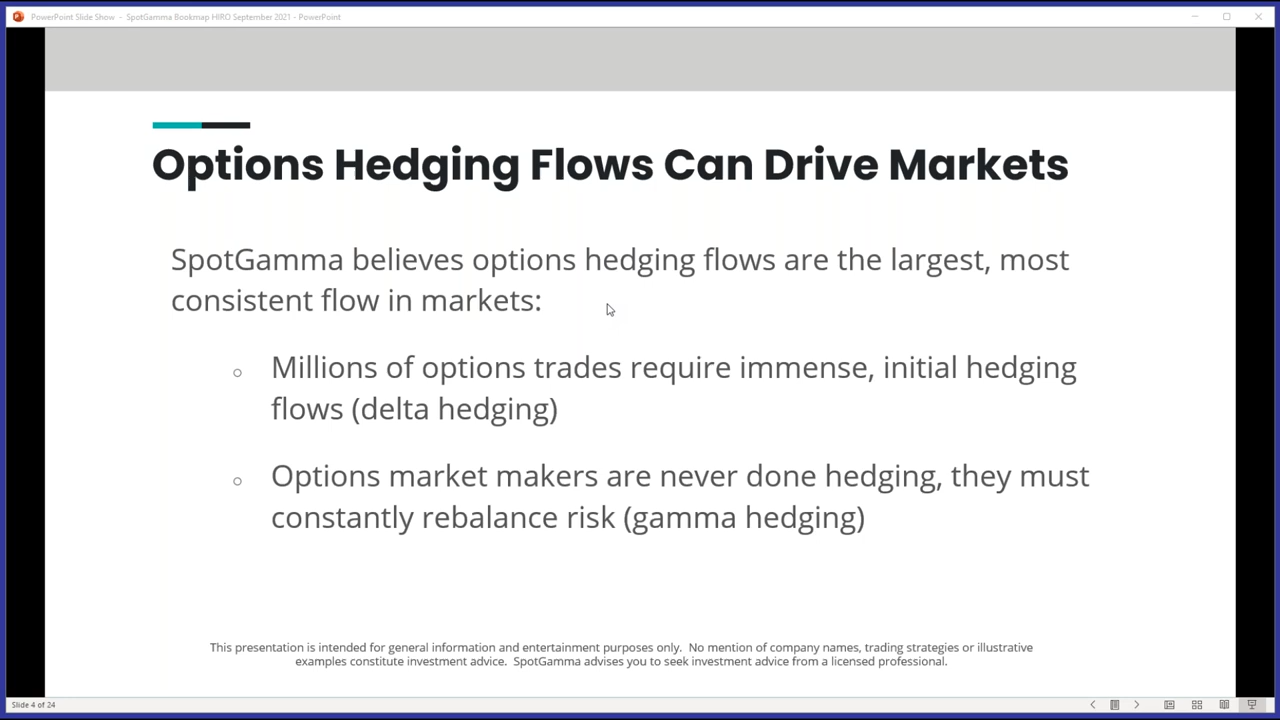 PowerPoint Slide Show - SpotGamma Bookmap HIRO September 2021 - PowerPoint
Options Hedging Flows Can Drive Markets
SpotGamma believes options hedging flows are the largest, most
consistent flow in markets:
Millions of options trades require immense, initial hedging
flows (delta hedging)
Options market makers are never done hedging, they must
constantly rebalance risk (gamma hedging)
This presentation is intended for general information and entertainment purposes only. No mention of company names, trading strategies or illustrative
examples constitute investment advice. SpotGamma advises you to seek investment advice from a licensed professional.
Slide 4 of 24